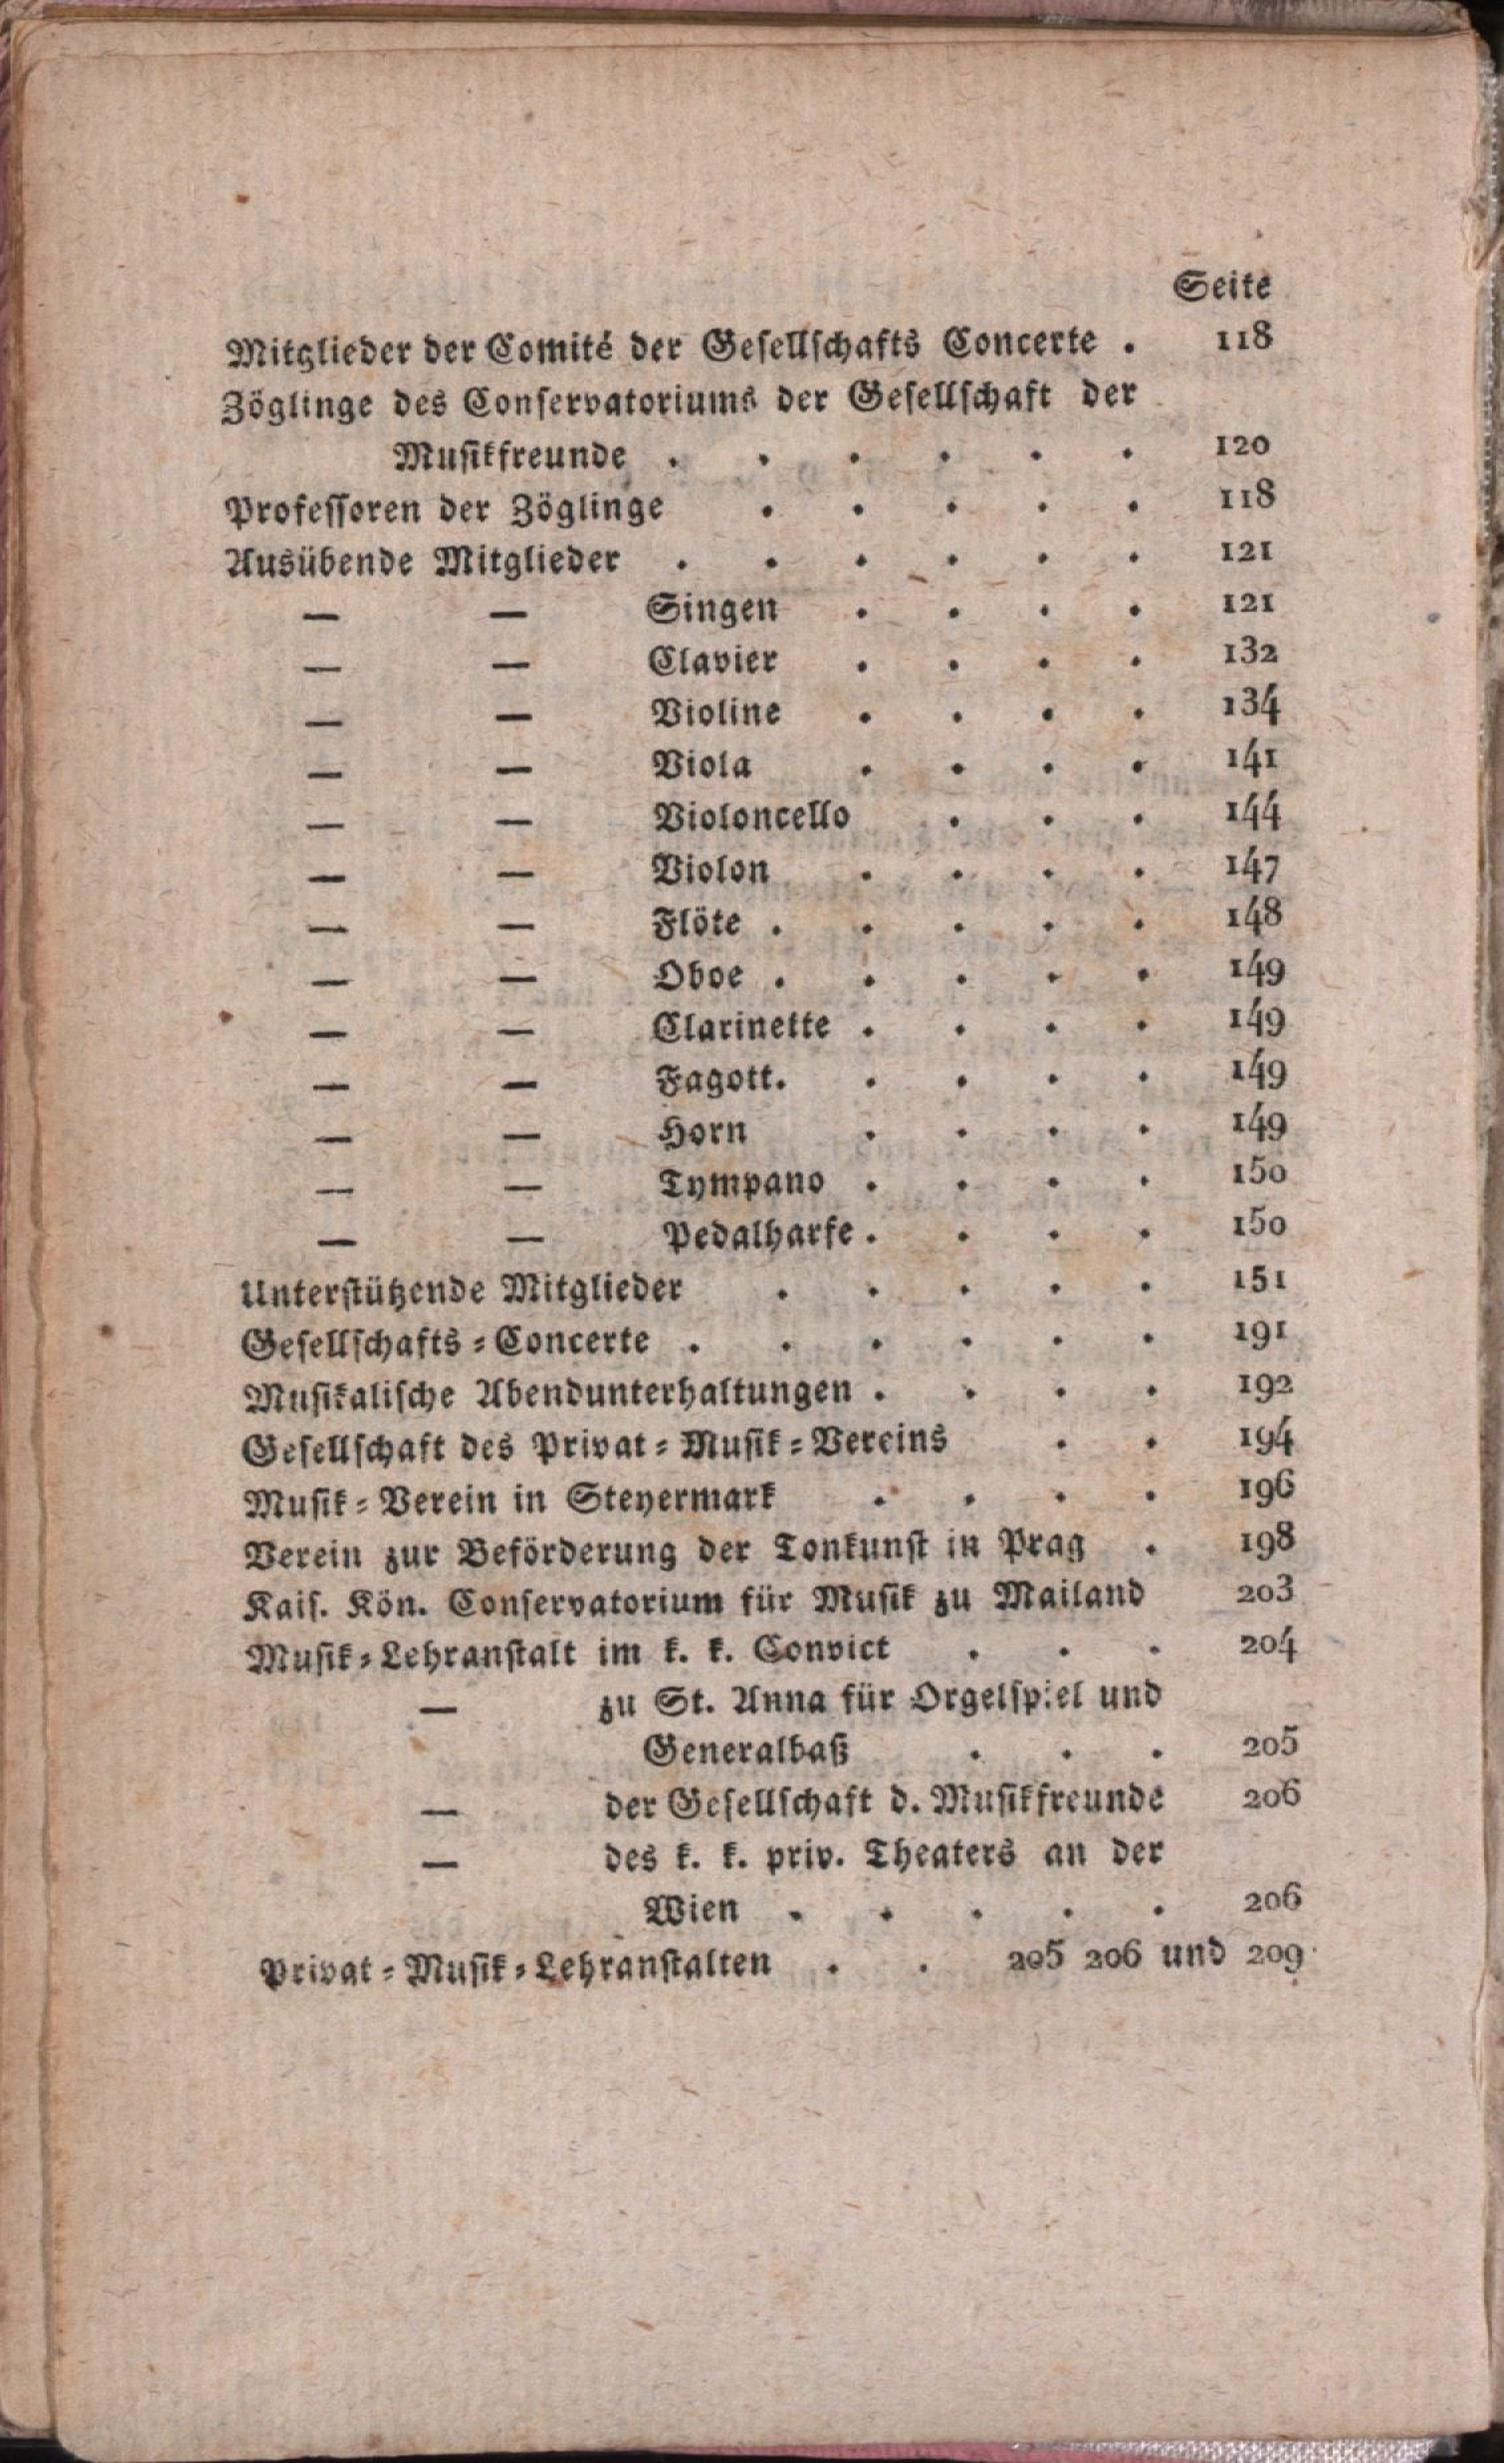 Seite
Mitglieder der Comité der Gesellschafts Concerte . 118
Zöglinge des Conservatoriums der Gesellschaft der
Musikfreunde . . . . . . 120
Professoren der Zöglinge . . . . . 118
Ausübende Mitglieder . . . . . . 121
— — Singen . . . . 121
— — Clavier . . . . 132
— — Violine . . . . 134
— — Viola . . . . 141
— — Violoncello . . . 144
— — Violon . . . . 147
— — Flöte . . . . . 148
— — Oboe . . . . . 149
— — Clarinette . . . . 149
— — Fagott. . . . . 149
— — Horn . . . . 149
— — Tympano . . . . 150
— — Pedalharfe . . . . 150
Unterstützende Mitglieder . . . . . 151
Gesellschafts-Concerte . . . . . . 191
Musikalische Abendunterhaltungen . . . . 192
Gesellschaft des Privat-Musik-Vereins . . 194
Musik-Verein in Steyermark . . . . 196
Verein zur Beförderung der Tonkunst in Prag . 198
Kais. Kön. Conservatorium für Musik zu Mailand 203
Musik-Lehranstalt im k. k. Convict . . . 204
— zu St. Anna für Orgelspiel und
Generalbaß . . . 205
— der Gesellschaft d. Musikfreunde 206
— des k. k. priv. Theaters an der
Wien . . . . . 206
Privat-Musik-Lehranstalten . . 205 206 und 209